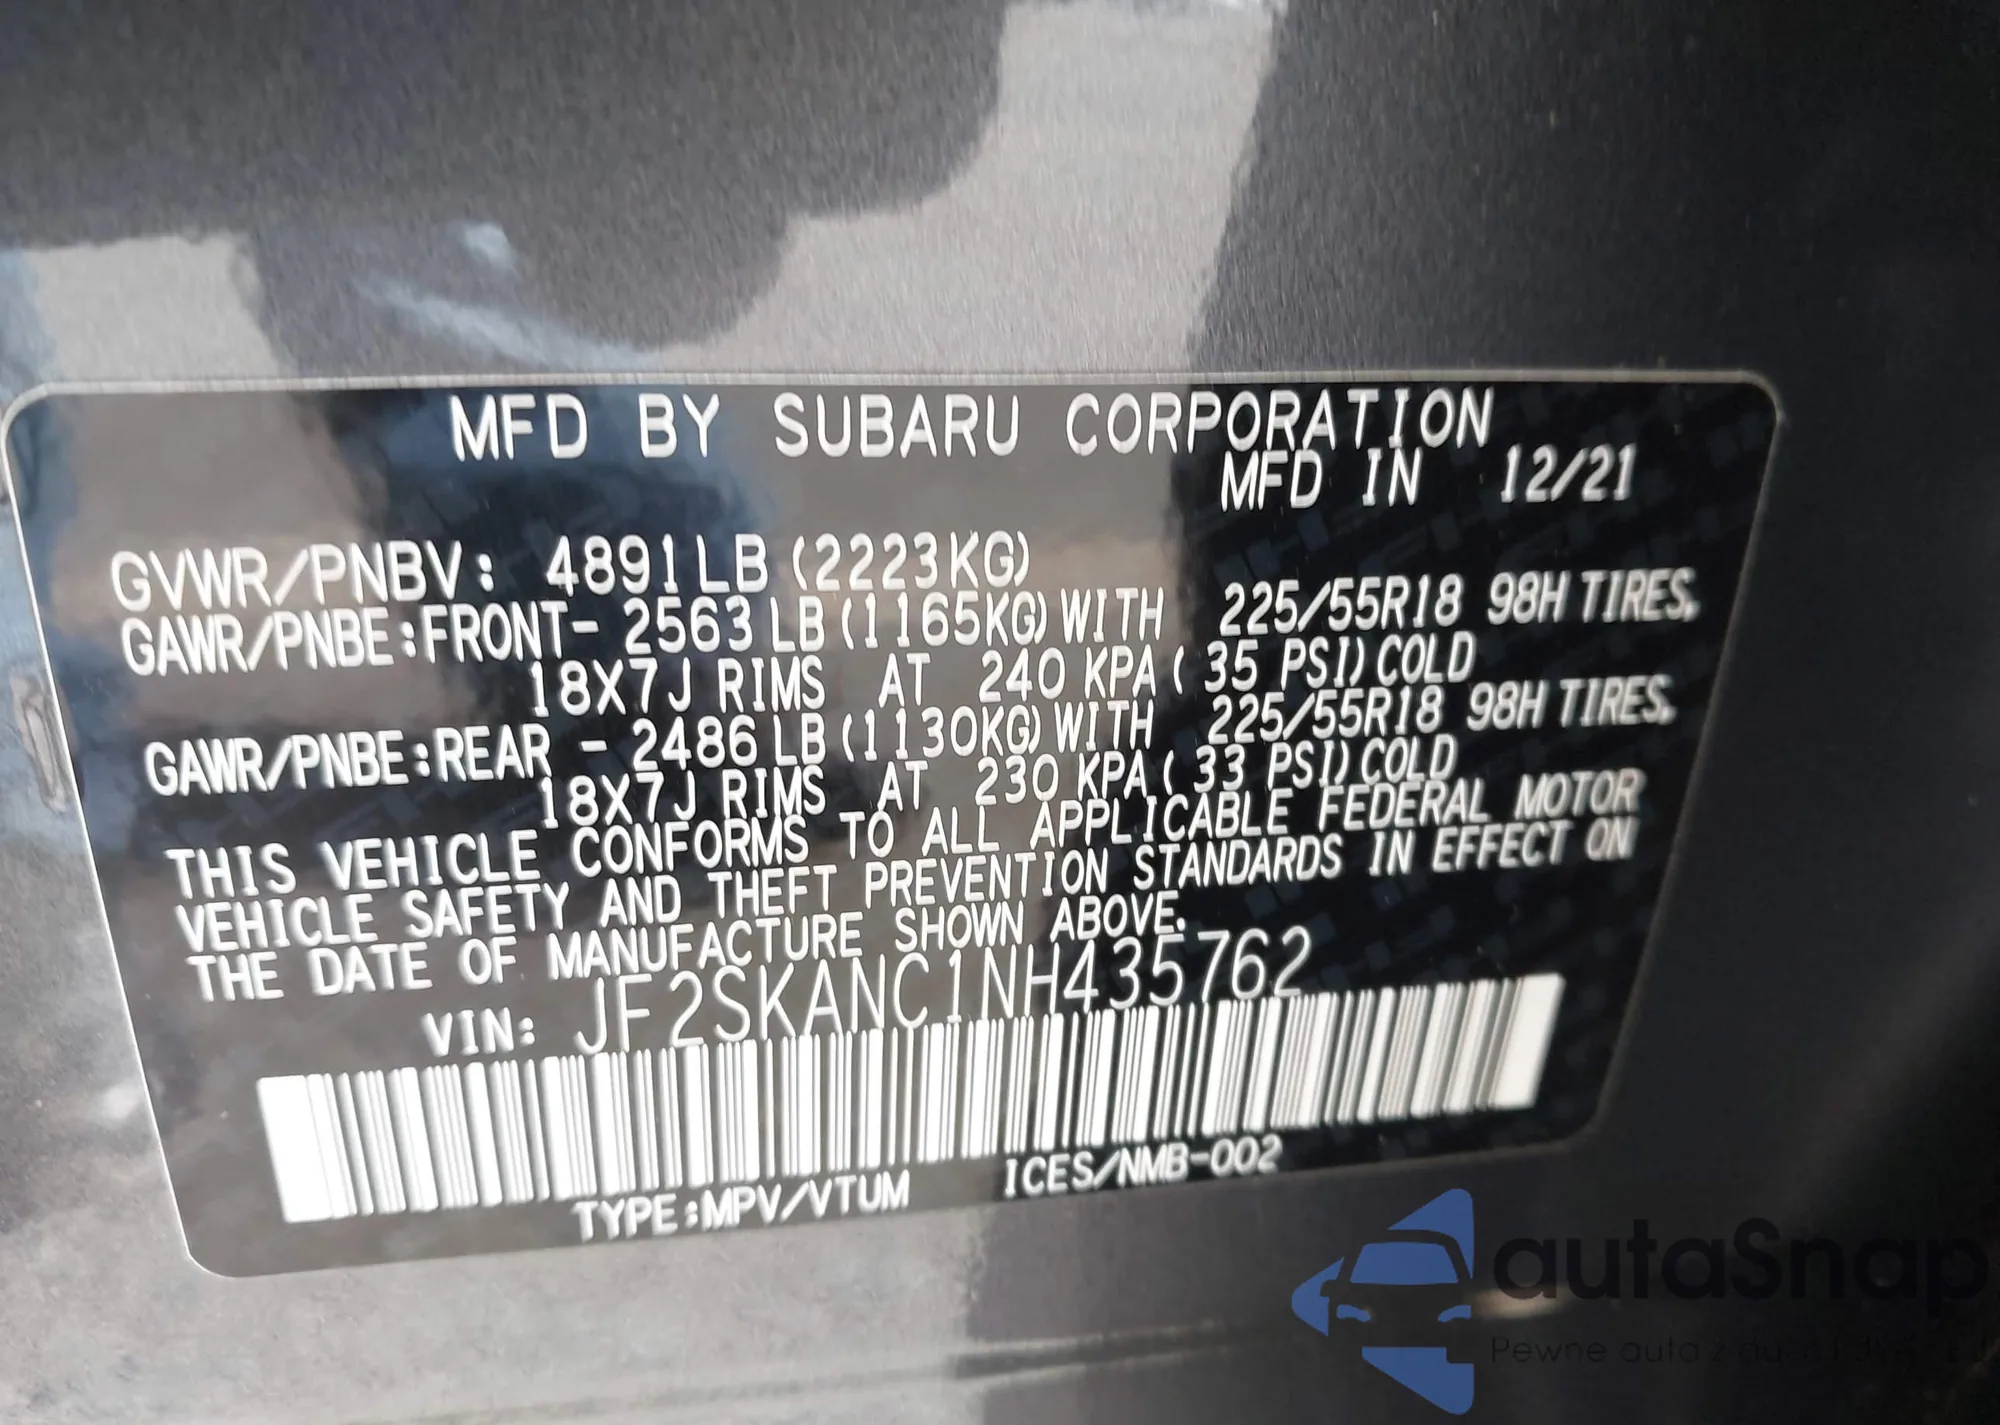 MFD BY SUBARU CORPORATION
MFD IN 12/21
GVWR/PNBV: 4891LB (2223KG)
GAWR/PNBE:FRONT- 2563 LB (1165KG) WITH 225/55R18 98H TIRES,
18X7J RIMS AT 240 KPA ( 35 PSI) COLD
GAWR/PNBE:REAR - 2486 LB (1130KG) WITH 225/55R18 98H TIRES,
18X7J RIMS AT 230 KPA ( 33 PSI) COLD
THIS VEHICLE CONFORMS TO ALL APPLICABLE FEDERAL MOTOR
VEHICLE SAFETY AND THEFT PREVENTION STANDARDS IN EFFECT ON
THE DATE OF MANUFACTURE SHOWN ABOVE.
VIN: JF2SKANC1NH435762
TYPE:MPV/VTUM ICES/NMB-002
autaSnap
Pewne auta z